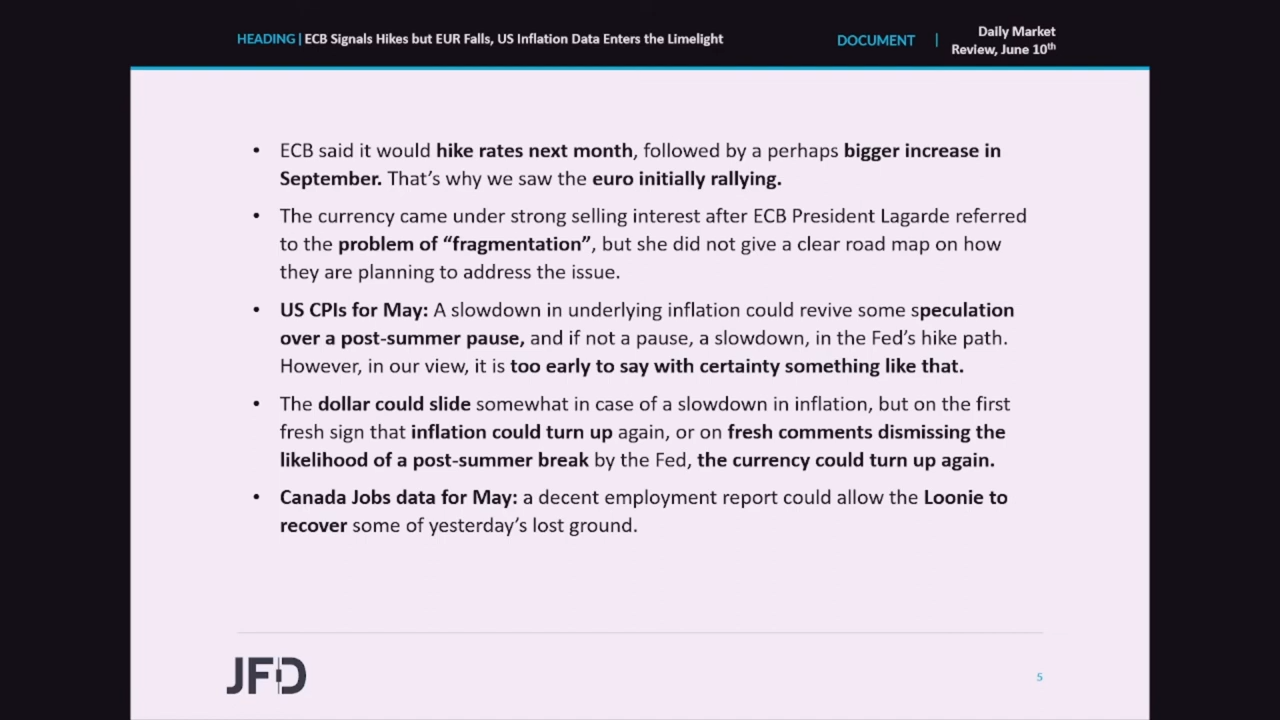 HEADING | ECB Signals Hikes but EUR Falls, US Inflation Data Enters the Limelight
DOCUMENT |
Daily Market
Review, June 10th
• ECB said it would hike rates next month, followed by a perhaps bigger increase in
September. That’s why we saw the euro initially rallying.
• The currency came under strong selling interest after ECB President Lagarde referred
to the problem of “fragmentation”, but she did not give a clear road map on how
they are planning to address the issue.
• US CPIs for May: A slowdown in underlying inflation could revive some speculation
over a post-summer pause, and if not a pause, a slowdown, in the Fed’s hike path.
However, in our view, it is too early to say with certainty something like that.
• The dollar could slide somewhat in case of a slowdown in inflation, but on the first
fresh sign that inflation could turn up again, or on fresh comments dismissing the
likelihood of a post-summer break by the Fed, the currency could turn up again.
• Canada Jobs data for May: a decent employment report could allow the Loonie to
recover some of yesterday’s lost ground.
JFD
5